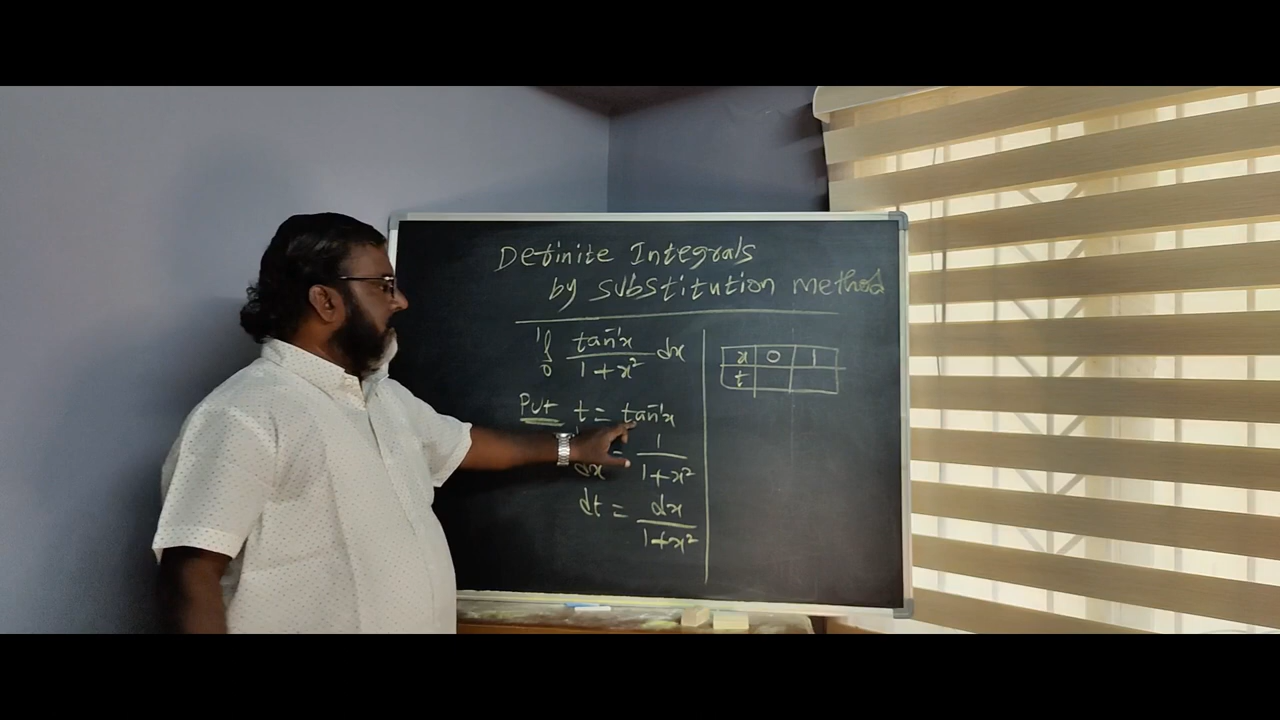 Definite Integrals
by substitution method
∫₀¹ tan⁻¹x / 1+x² dx
Put t = tan⁻¹x
dx = 1 / 1+x²
dt = dx / 1+x²
x 0 1
t